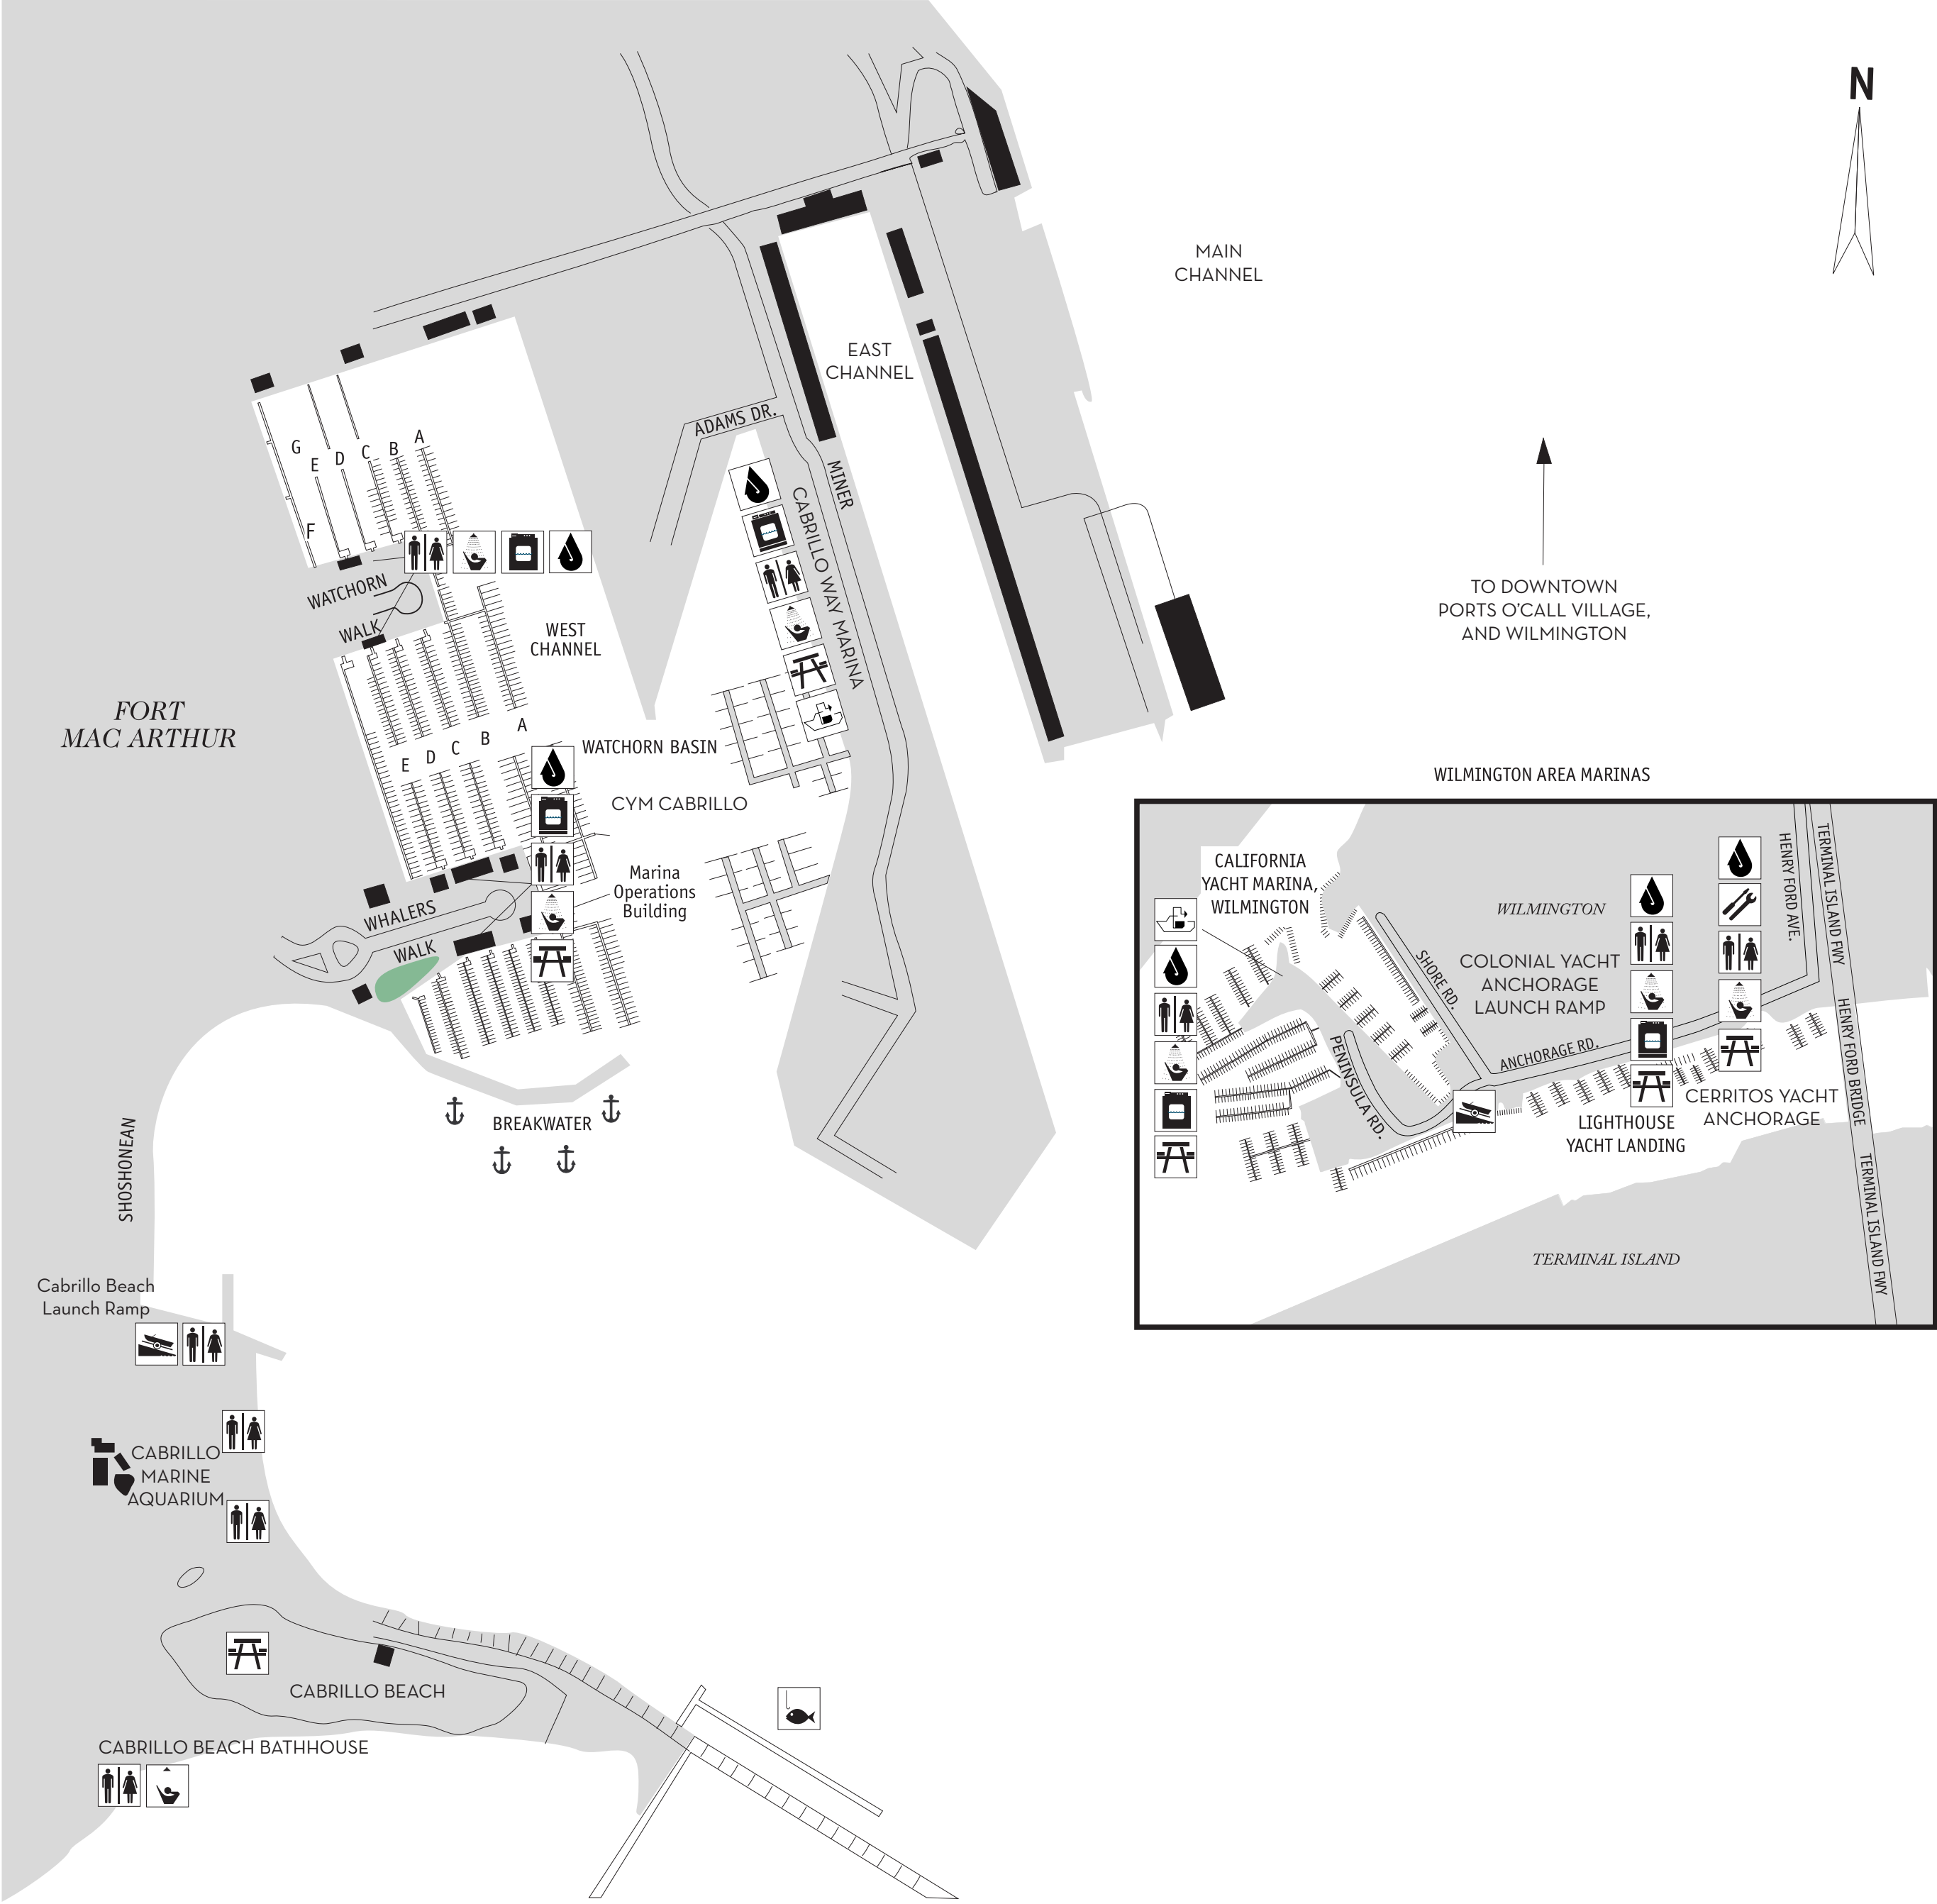 N
MAIN
CHANNEL
EAST
CHANNEL
ADAMS DR.
MINER
CABRILLO WAY MARINA
G
E
D
C
B
A
F
WATCHORN
WALK
WEST
CHANNEL
TO DOWNTOWN
PORTS O’CALL VILLAGE,
AND WILMINGTON
FORT
MAC ARTHUR
A
B
C
D
E
WATCHORN BASIN
CYM CABRILLO
Marina
Operations
Building
WHALERS
WALK
BREAKWATER
SHOSHONEAN
WILMINGTON AREA MARINAS
CALIFORNIA
YACHT MARINA,
WILMINGTON
WILMINGTON
COLONIAL YACHT
ANCHORAGE
LAUNCH RAMP
SHORE RD.
PENINSULA RD.
ANCHORAGE RD.
HENRY FORD AVE.
TERMINAL ISLAND FWY
HENRY FORD BRIDGE
TERMINAL ISLAND FWY
CERRITOS YACHT
ANCHORAGE
LIGHTHOUSE
YACHT LANDING
TERMINAL ISLAND
Cabrillo Beach
Launch Ramp
CABRILLO
MARINE
AQUARIUM
CABRILLO BEACH
CABRILLO BEACH BATHHOUSE